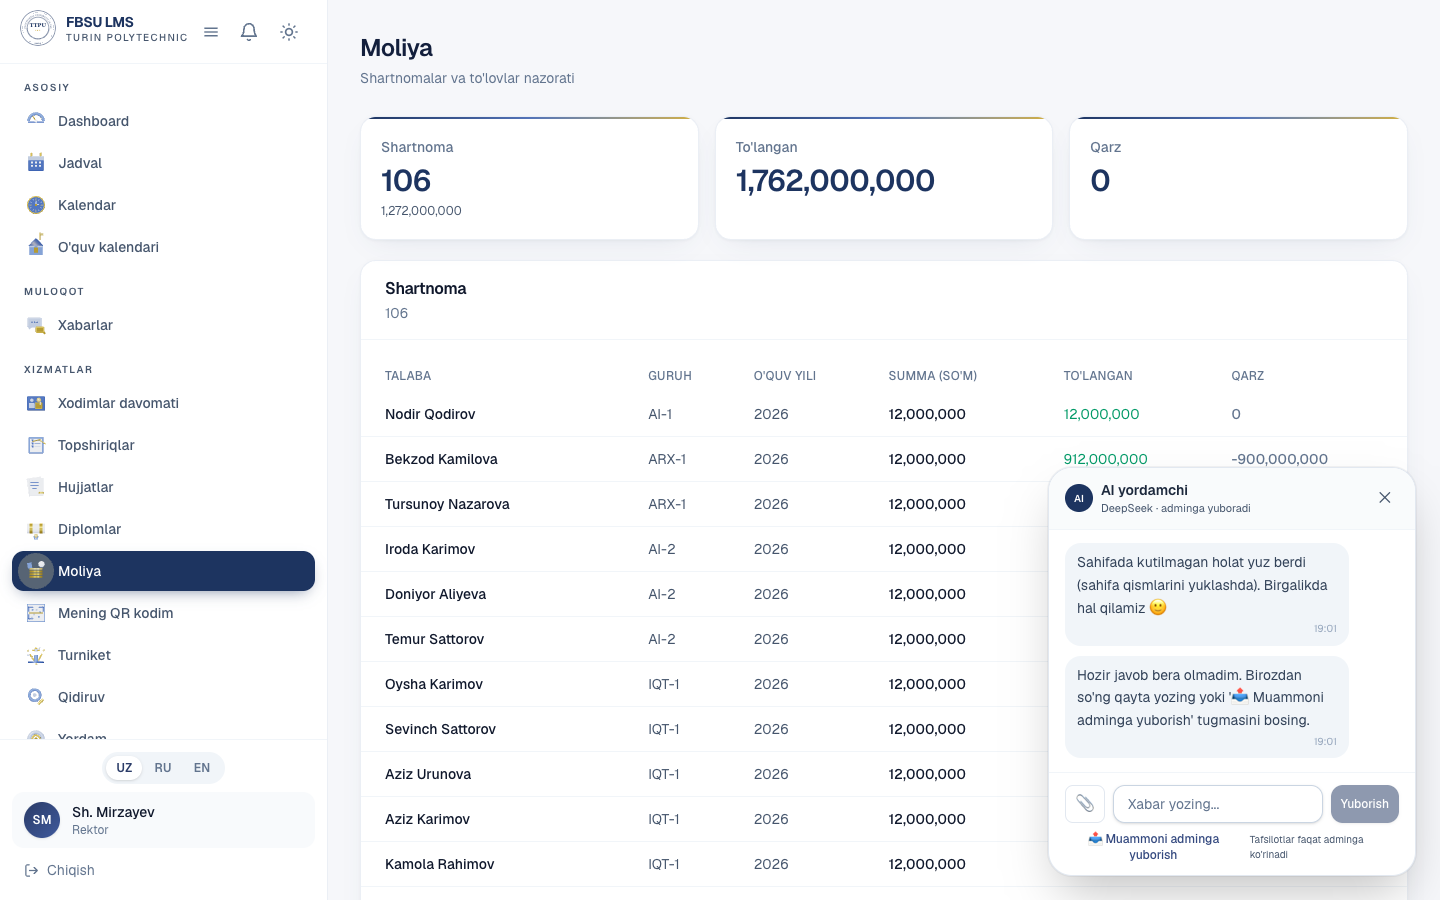 TTPU
FBSU LMS
TURIN POLYTECHNIC
ASOSIY
Dashboard
Jadval
Kalendar
O'quv kalendari
MULOQOT
Xabarlar
XIZMATLAR
Xodimlar davomati
Topshiriqlar
Hujjatlar
Diplomlar
Moliya
Mening QR kodim
Turniket
Qidiruv
Yordam
UZ RU EN
SM
Sh. Mirzayev
Rektor
Chiqish
Moliya
Shartnomalar va to'lovlar nazorati
Shartnoma
106
1,272,000,000
To'langan
1,762,000,000
Qarz
0
Shartnoma
106
TALABA GURUH O'QUV YILI SUMMA (SO'M) TO'LANGAN QARZ
Nodir Qodirov AI-1 2026 12,000,000 12,000,000 0
Bekzod Kamilova ARX-1 2026 12,000,000 912,000,000 -900,000,000
Tursunoy Nazarova ARX-1 2026 12,000,000
Iroda Karimov AI-2 2026 12,000,000
Doniyor Aliyeva AI-2 2026 12,000,000
Temur Sattorov AI-2 2026 12,000,000
Oysha Karimov IQT-1 2026 12,000,000
Sevinch Sattorov IQT-1 2026 12,000,000
Aziz Urunova IQT-1 2026 12,000,000
Aziz Karimov IQT-1 2026 12,000,000
Kamola Rahimov IQT-1 2026 12,000,000
AI
AI yordamchi
DeepSeek · adminga yuboradi
Sahifada kutilmagan holat yuz berdi
(sahifa qismlarini yuklashda). Birgalikda
hal qilamiz 🙂
19:01
Hozir javob bera olmadim. Birozdan
so'ng qayta yozing yoki '📤 Muammoni
adminga yuborish' tugmasini bosing.
19:01
Xabar yozing...
Yuborish
📤 Muammoni adminga
yuborish
Tafsilotlar faqat adminga
ko'rinadi